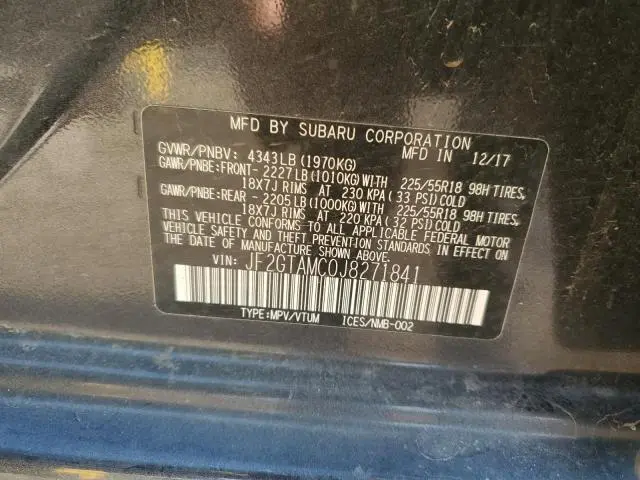 MFD BY SUBARU CORPORATION
GVWR/PNBV: 4343LB(1970KG) MFD IN 12/17
GAWR/PNBE:FRONT- 2227LB(1010KG)WITH 225/55R18 98H TIRES,
18X7J RIMS AT 230 KPA(33 PSI)COLD
GAWR/PNBE:REAR - 2205LB(1000KG)WITH 225/55R18 98H TIRES,
18X7J RIMS AT 220 KPA(32 PSI)COLD
THIS VEHICLE CONFORMS TO ALL APPLICABLE FEDERAL MOTOR
VEHICLE SAFETY AND THEFT PREVENTION STANDARDS IN EFFECT ON
THE DATE OF MANUFACTURE SHOWN ABOVE.
VIN: JF2GTAMC0J8271841
TYPE:MPV/VTUM ICES/NMB-002